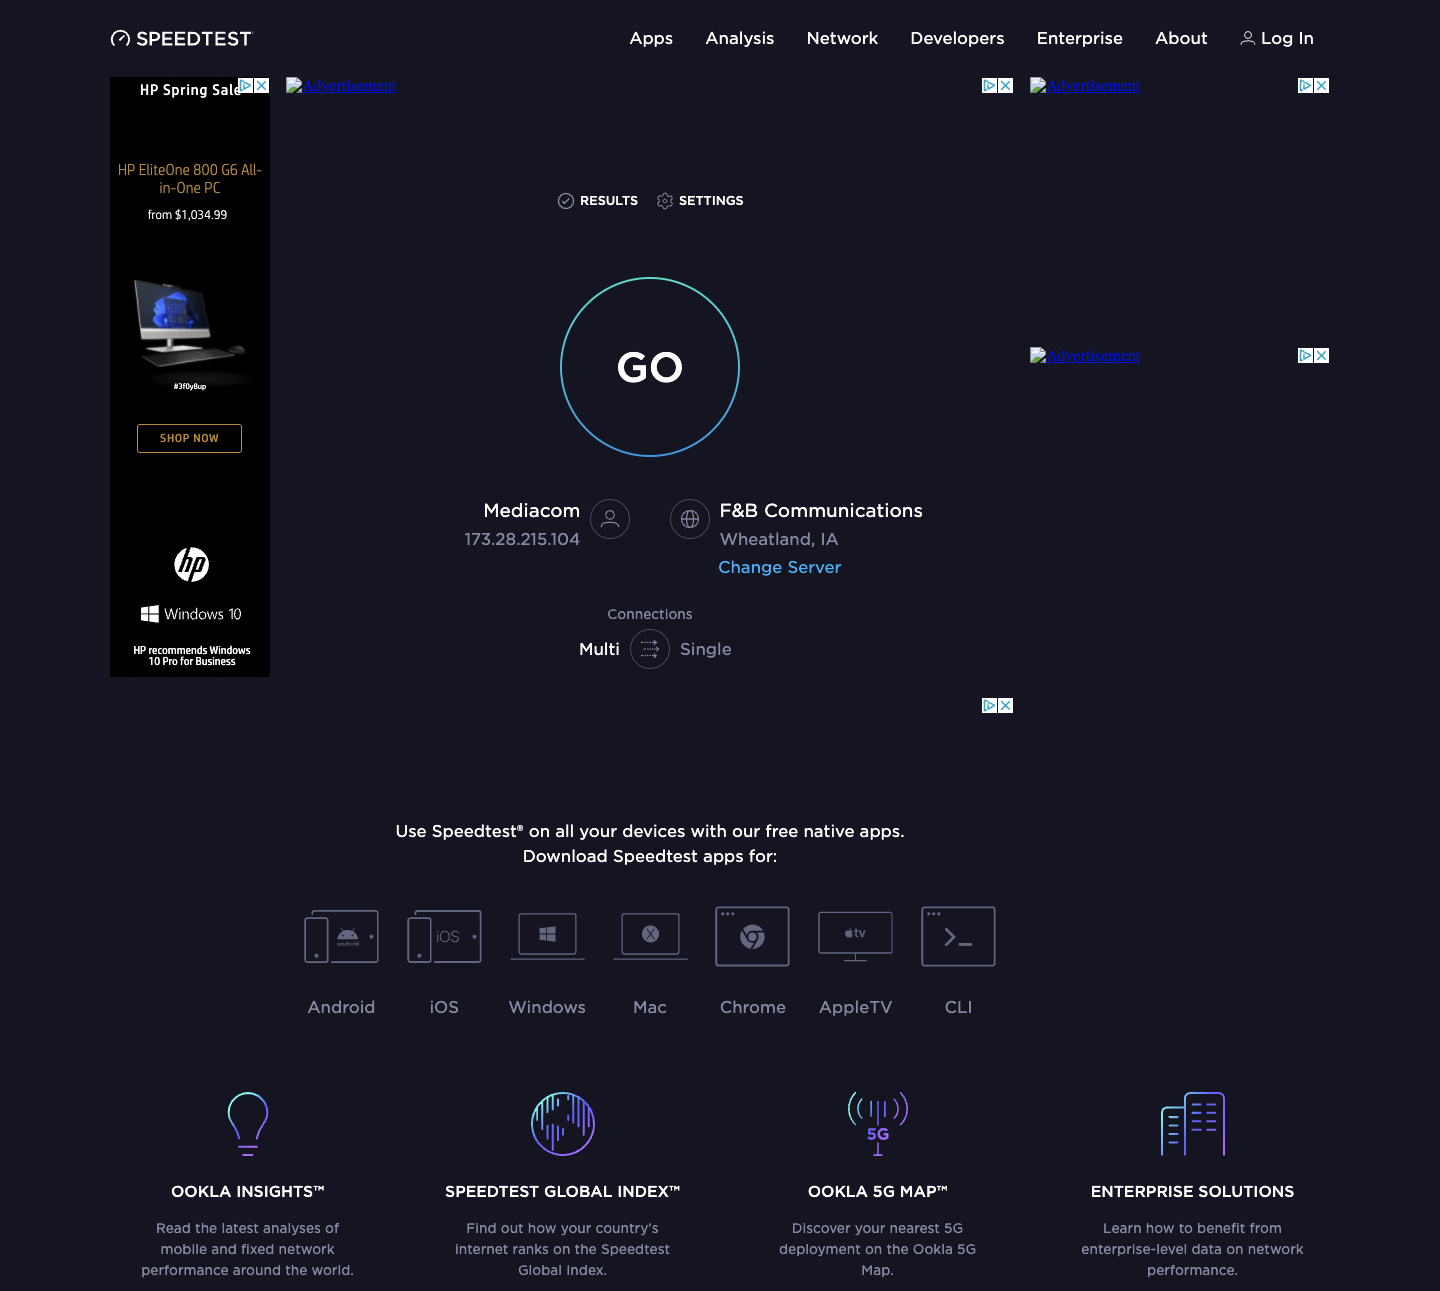 SPEEDTEST
Apps
Analysis
Network
Developers
Enterprise
About
Log In
HP Spring Sale
HP EliteOne 800 G6 All-
in-One PC
from $1,034.99
#3f0y8up
SHOP NOW
hp
Windows 10
HP recommends Windows
10 Pro for Business
Advertisement
Advertisement
Advertisement
RESULTS
SETTINGS
GO
Mediacom
173.28.215.104
F&B Communications
Wheatland, IA
Change Server
Connections
Multi
Single
Use Speedtest® on all your devices with our free native apps.
Download Speedtest apps for:
android
iOS
tv
Android
iOS
Windows
Mac
Chrome
AppleTV
CLI
OOKLA INSIGHTS™
Read the latest analyses of
mobile and fixed network
performance around the world.
SPEEDTEST GLOBAL INDEX™
Find out how your country's
internet ranks on the Speedtest
Global Index.
5G
OOKLA 5G MAP™
Discover your nearest 5G
deployment on the Ookla 5G
Map.
ENTERPRISE SOLUTIONS
Learn how to benefit from
enterprise-level data on network
performance.